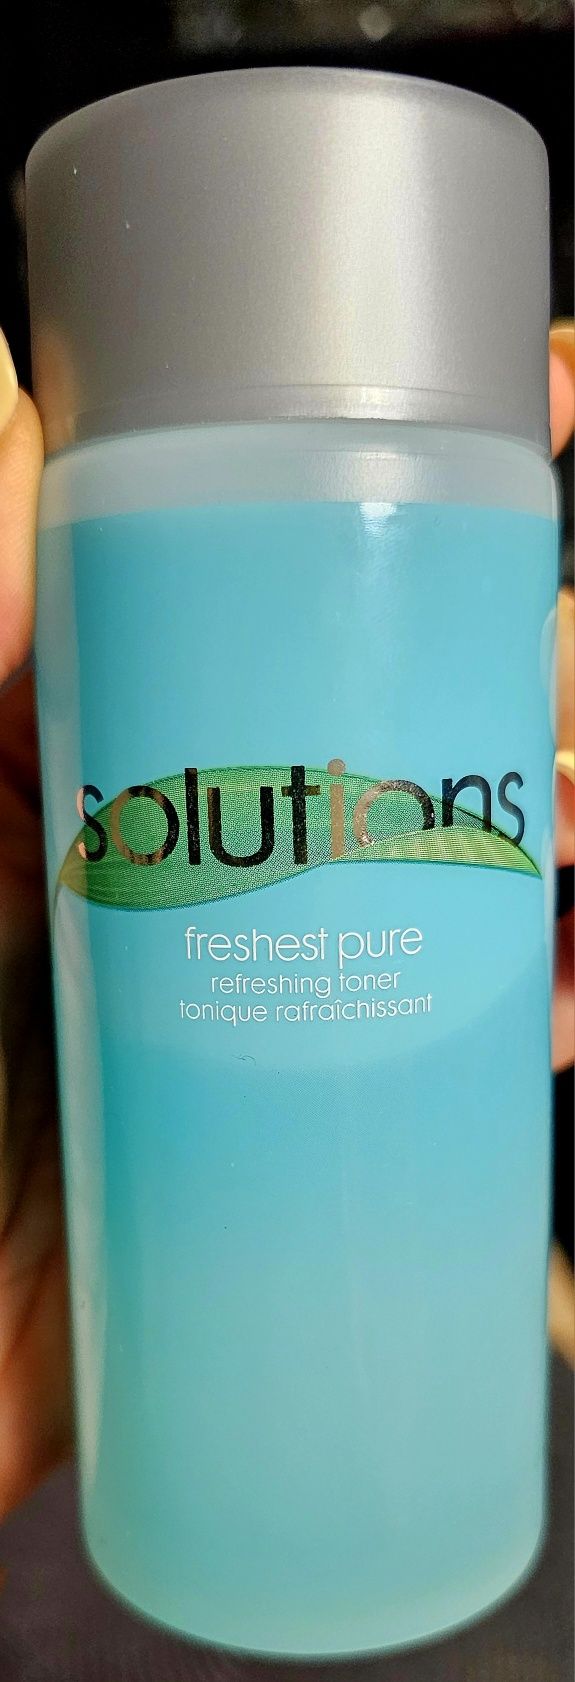 solutions
freshest pure
refreshing toner
tonique rafraîchissant